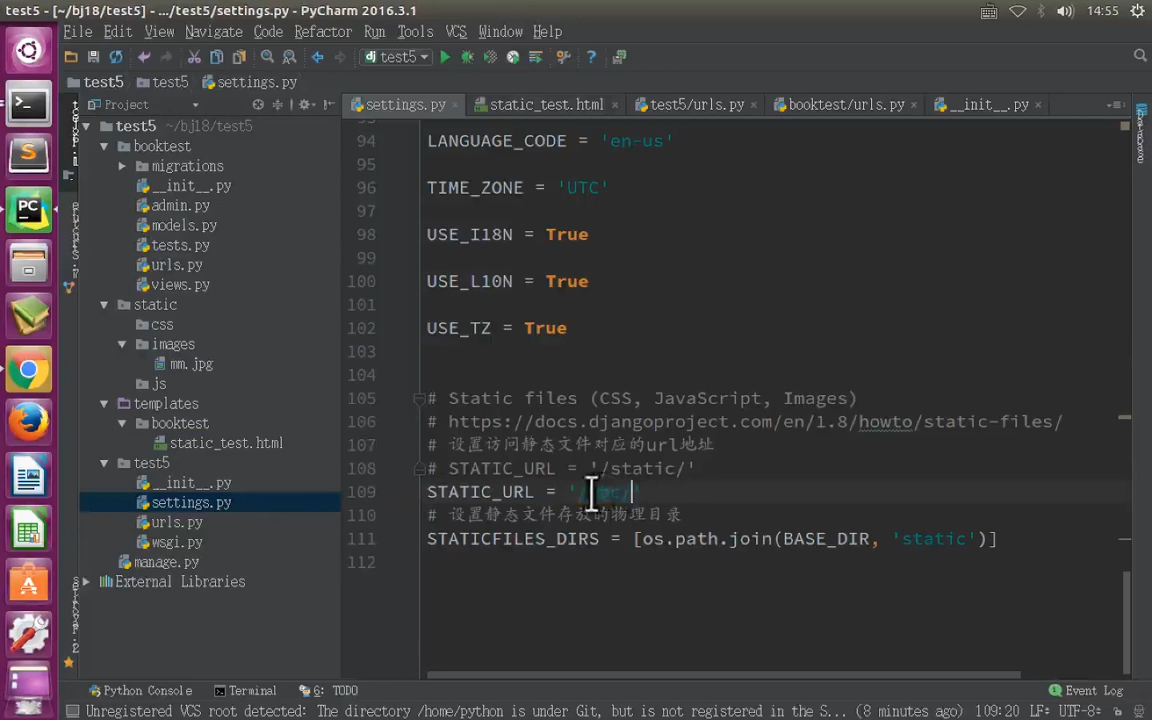 test5 - [~/bj18/test5] - .../test5/settings.py - PyCharm 2016.3.1
14:55
File Edit View Navigate Code Refactor Run Tools VCS Window Help
dj test5
test5 test5 settings.py
Project
settings.py static_test.html test5/urls.py booktest/urls.py __init__.py
test5 ~/bj18/test5
booktest
migrations
__init__.py
admin.py
models.py
tests.py
urls.py
views.py
static
css
images
mm.jpg
js
templates
booktest
static_test.html
test5
__init__.py
settings.py
urls.py
wsgi.py
manage.py
External Libraries
94 LANGUAGE_CODE = 'en-us'
95
96 TIME_ZONE = 'UTC'
97
98 USE_I18N = True
99
100 USE_L10N = True
101
102 USE_TZ = True
103
104
105 # Static files (CSS, JavaScript, Images)
106 # https://docs.djangoproject.com/en/1.8/howto/static-files/
107 # 设置访问静态文件对应的url地址
108 # STATIC_URL = '/static/'
109 STATIC_URL = '/
110 # 设置静态文件存放的物理目录
111 STATICFILES_DIRS = [os.path.join(BASE_DIR, 'static')]
112
Python Console Terminal 6: TODO Event Log
Unregistered VCS root detected: The directory /home/python is under Git, but is not registered in the S... (8 minutes ago) 109:20 LF÷ UTF-8÷